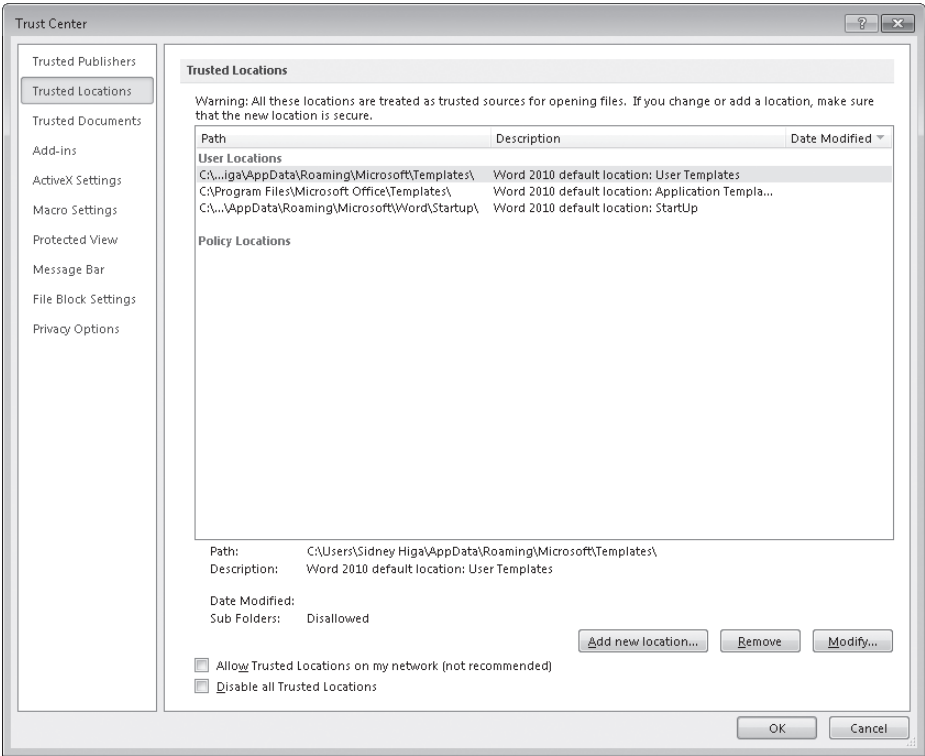 Trust Center
Trusted Publishers
Trusted Locations
Trusted Documents
Add-ins
ActiveX Settings
Macro Settings
Protected View
Message Bar
File Block Settings
Privacy Options
Trusted Locations
Warning: All these locations are treated as trusted sources for opening files. If you change or add a location, make sure
that the new location is secure.
Path Description Date Modified
User Locations
C:\...iga\AppData\Roaming\Microsoft\Templates\ Word 2010 default location: User Templates
C:\Program Files\Microsoft Office\Templates\ Word 2010 default location: Application Templa...
C:\...\AppData\Roaming\Microsoft\Word\Startup\ Word 2010 default location: StartUp
Policy Locations
Path: C:\Users\Sidney Higa\AppData\Roaming\Microsoft\Templates\
Description: Word 2010 default location: User Templates
Date Modified:
Sub Folders: Disallowed
Add new location... Remove Modify...
Allow Trusted Locations on my network (not recommended)
Disable all Trusted Locations
OK Cancel